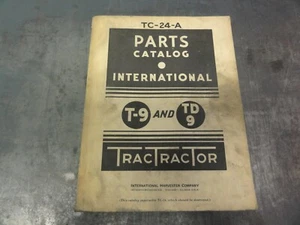 TC-24-A
PARTS
CATALOG
INTERNATIONAL
T-9 AND TD
9
TRACTRACTOR
INTERNATIONAL HARVESTER COMPANY